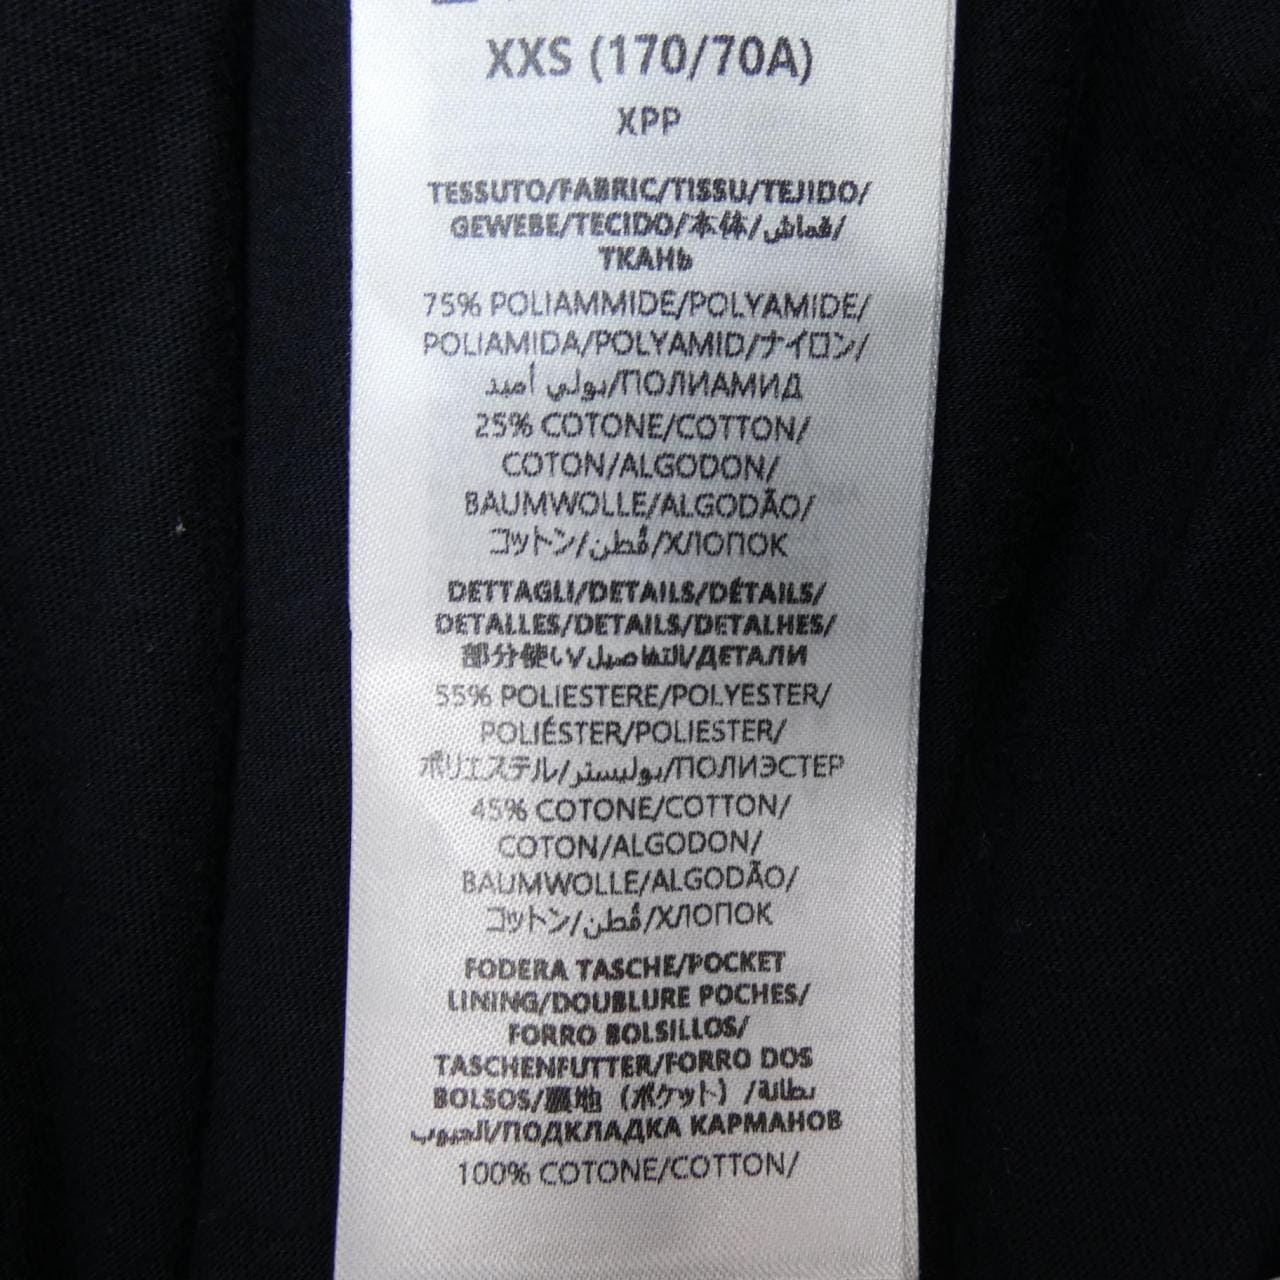 XXS (170/70A)
XPP
TESSUTO/FABRIC/TISSU/TEJIDO/
GEWEBE/TECIDO/本体/قماش/
ТКАНЬ
75% POLIAMMIDE/POLYAMIDE/
POLIAMIDA/POLYAMID/ナイロン/
بولي أميد/ПОЛИАМИД
25% COTONE/COTTON/
COTON/ALGODON/
BAUMWOLLE/ALGODÃO/
コットン/قُطن/ХЛОПОК
DETTAGLI/DETAILS/DÉTAILS/
DETALLES/DETAILS/DETALHES/
部分使い/التفاصيل/ДЕТАЛИ
55% POLIESTERE/POLYESTER/
POLIÉSTER/POLIESTER/
ポリエステル/بوليستر/ПОЛИЭСТЕР
45% COTONE/COTTON/
COTON/ALGODON/
BAUMWOLLE/ALGODÃO/
コットン/قُطن/ХЛОПОК
FODERA TASCHE/POCKET
LINING/DOUBLURE POCHES/
FORRO BOLSILLOS/
TASCHENFUTTER/FORRO DOS
BOLSOS/裏地（ポケット）/بطانة
الجيوب/ПОДКЛАДКА КАРМАНОВ
100% COTONE/COTTON/